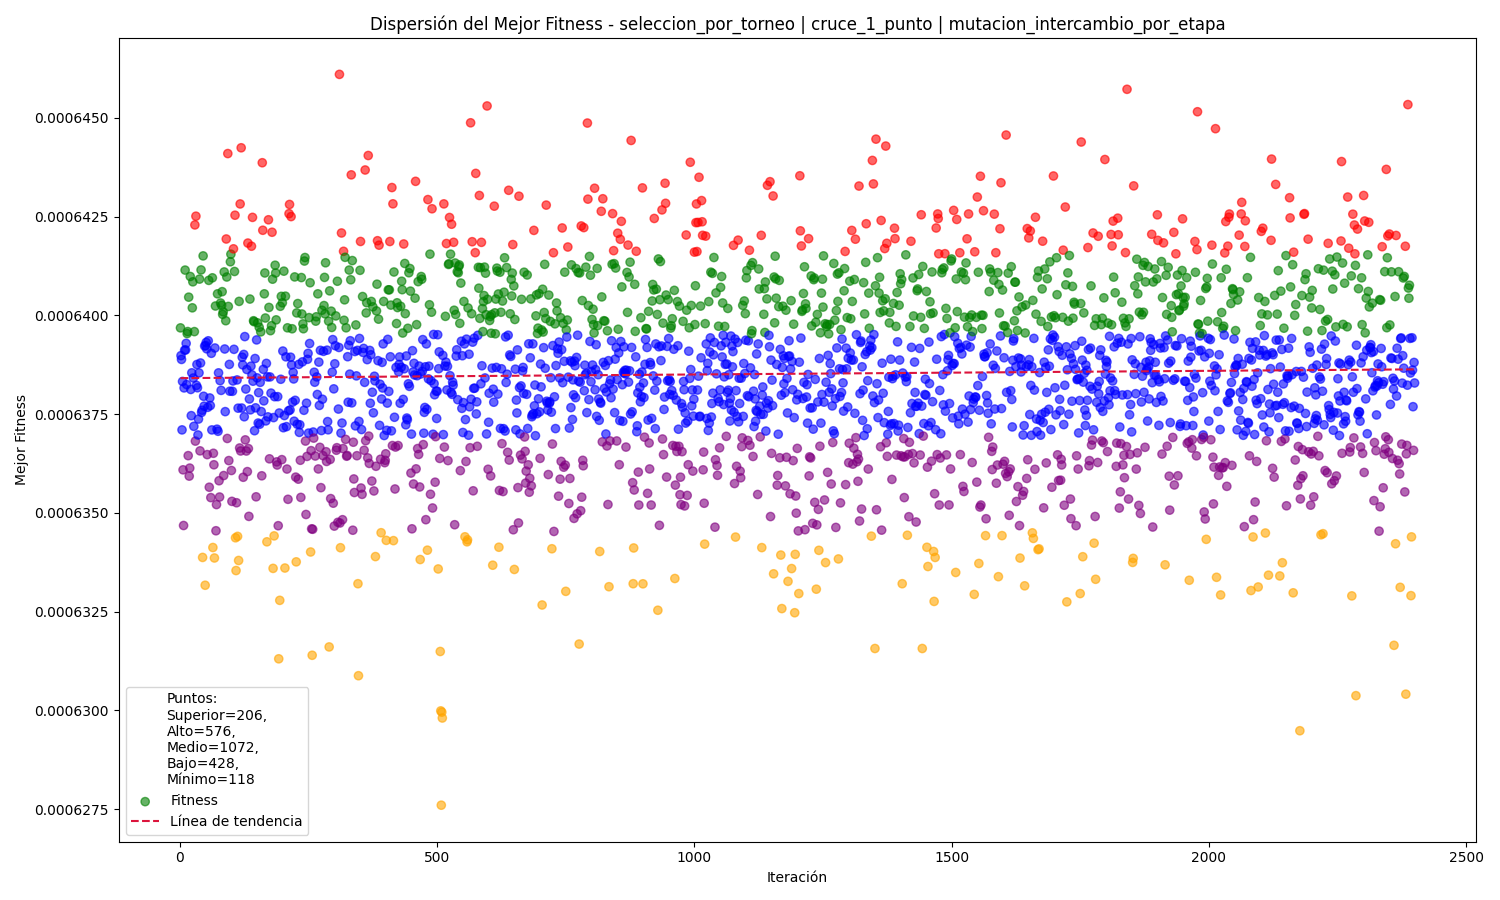 Dispersión del Mejor Fitness - seleccion_por_torneo | cruce_1_punto | mutacion_intercambio_por_etapa
Mejor Fitness
0.0006450
0.0006425
0.0006400
0.0006375
0.0006350
0.0006325
0.0006300
0.0006275
Puntos:
Superior=206,
Alto=576,
Medio=1072,
Bajo=428,
Mínimo=118
Fitness
Línea de tendencia
0
500
1000
1500
2000
2500
Iteración